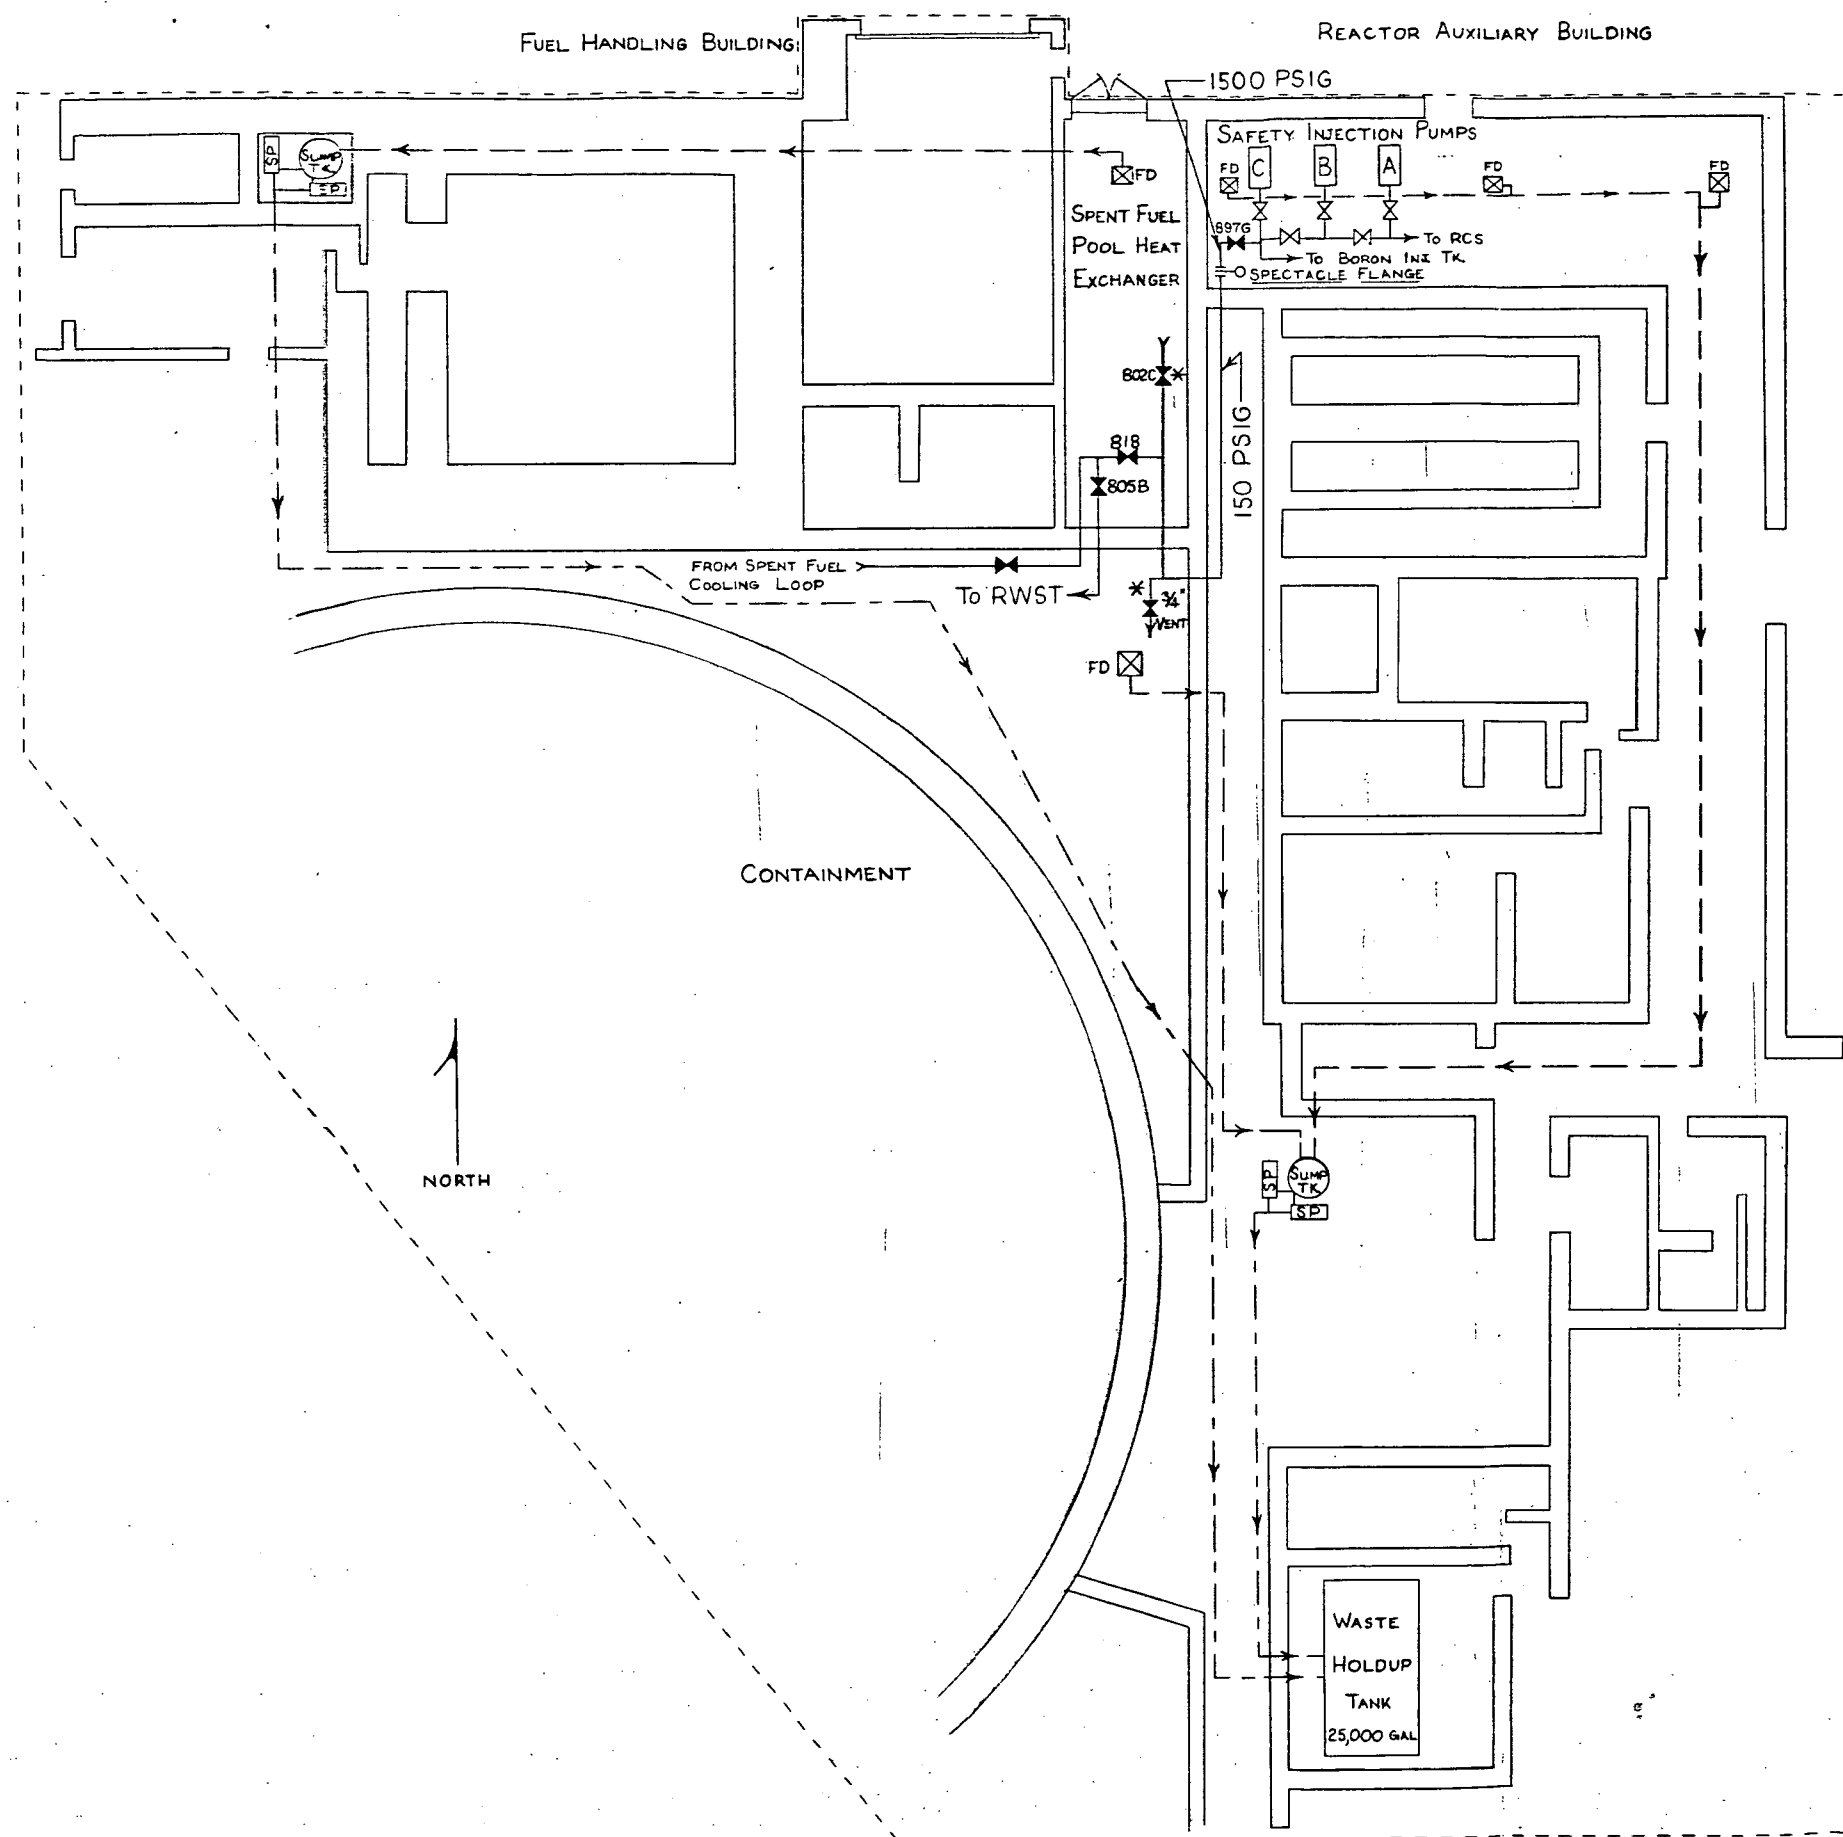 FUEL HANDLING BUILDING
REACTOR AUXILIARY BUILDING
1500 PSIG
SAFETY INJECTION PUMPS
SP
SUMP
TK
SP
FD
FD
C
B
A
FD
FD
SPENT FUEL
POOL HEAT
EXCHANGER
897G
TO RCS
TO BORON INJ TK
SPECTACLE FLANGE
802C
*
150 PSIG
818
805B
FROM SPENT FUEL
COOLING LOOP
TO RWST
*
3/4"
VENT
FD
CONTAINMENT
NORTH
SP
SUMP
TK
SP
WASTE
HOLDUP
TANK
25,000 GAL